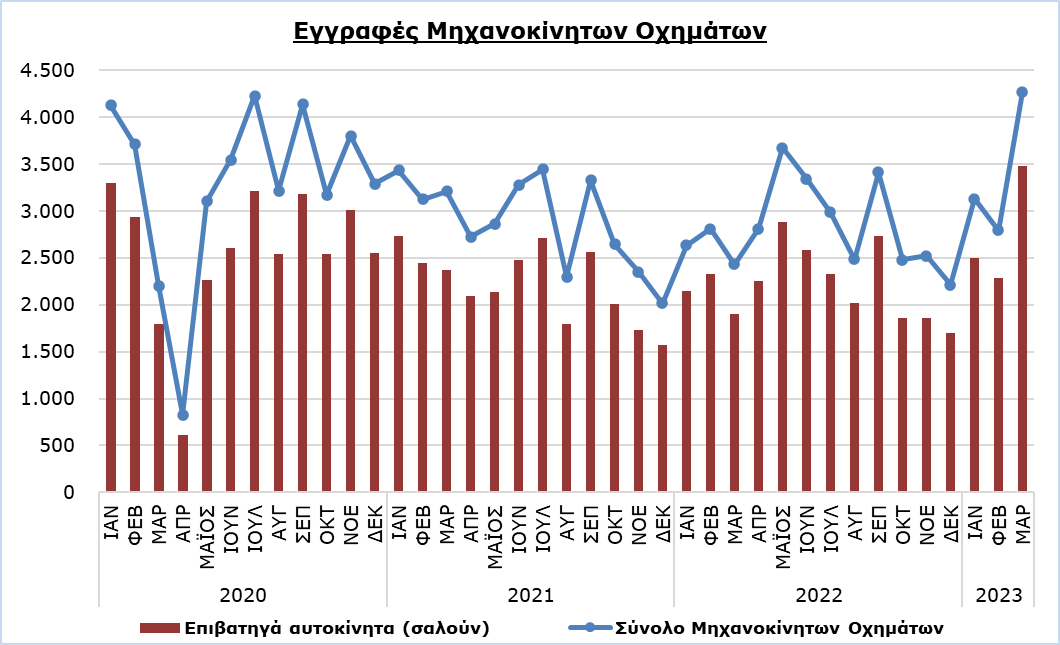 Εγγραφές Μηχανοκίνητων Οχημάτων
4.500
4.000
3.500
3.000
2.500
2.000
1.500
1.000
500
0
ΙΑΝ ΦΕΒ ΜΑΡ ΑΠΡ ΜΑΪΟΣ ΙΟΥΝ ΙΟΥΛ ΑΥΓ ΣΕΠ ΟΚΤ ΝΟΕ ΔΕΚ ΙΑΝ ΦΕΒ ΜΑΡ ΑΠΡ ΜΑΪΟΣ ΙΟΥΝ ΙΟΥΛ ΑΥΓ ΣΕΠ ΟΚΤ ΝΟΕ ΔΕΚ ΙΑΝ ΦΕΒ ΜΑΡ ΑΠΡ ΜΑΪΟΣ ΙΟΥΝ ΙΟΥΛ ΑΥΓ ΣΕΠ ΟΚΤ ΝΟΕ ΔΕΚ ΙΑΝ ΦΕΒ ΜΑΡ
2020 2021 2022 2023
Επιβατηγά αυτοκίνητα (σαλούν) Σύνολο Μηχανοκίνητων Οχημάτων